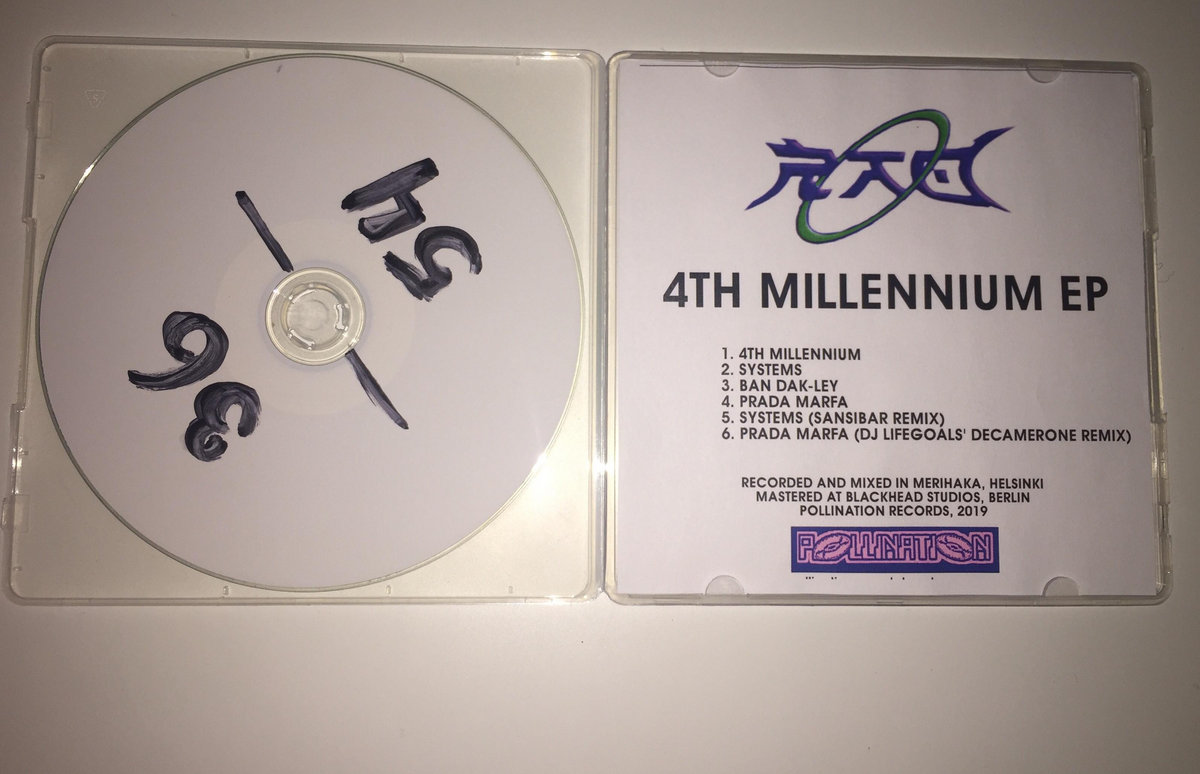 36
54
4TH MILLENNIUM EP
1. 4TH MILLENNIUM
2. SYSTEMS
3. BAN DAK-LEY
4. PRADA MARFA
5. SYSTEMS (SANSIBAR REMIX)
6. PRADA MARFA (DJ LIFEGOALS' DECAMERONE REMIX)
RECORDED AND MIXED IN MERIHAKA, HELSINKI
MASTERED AT BLACKHEAD STUDIOS, BERLIN
POLLINATION RECORDS, 2019
POLLINATION